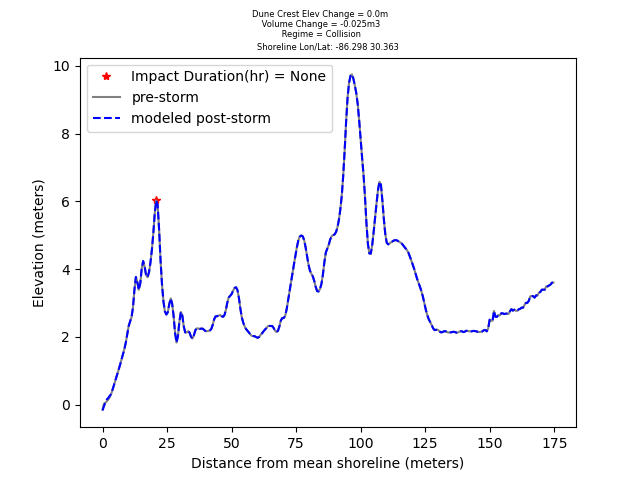 Dune Crest Elev Change = 0.0m
Volume Change = -0.025m3
Regime = Collision
Shoreline Lon/Lat: -86.298 30.363
Impact Duration(hr) = None
pre-storm
modeled post-storm
Elevation (meters)
10
8
6
4
2
0
0 25 50 75 100 125 150 175
Distance from mean shoreline (meters)